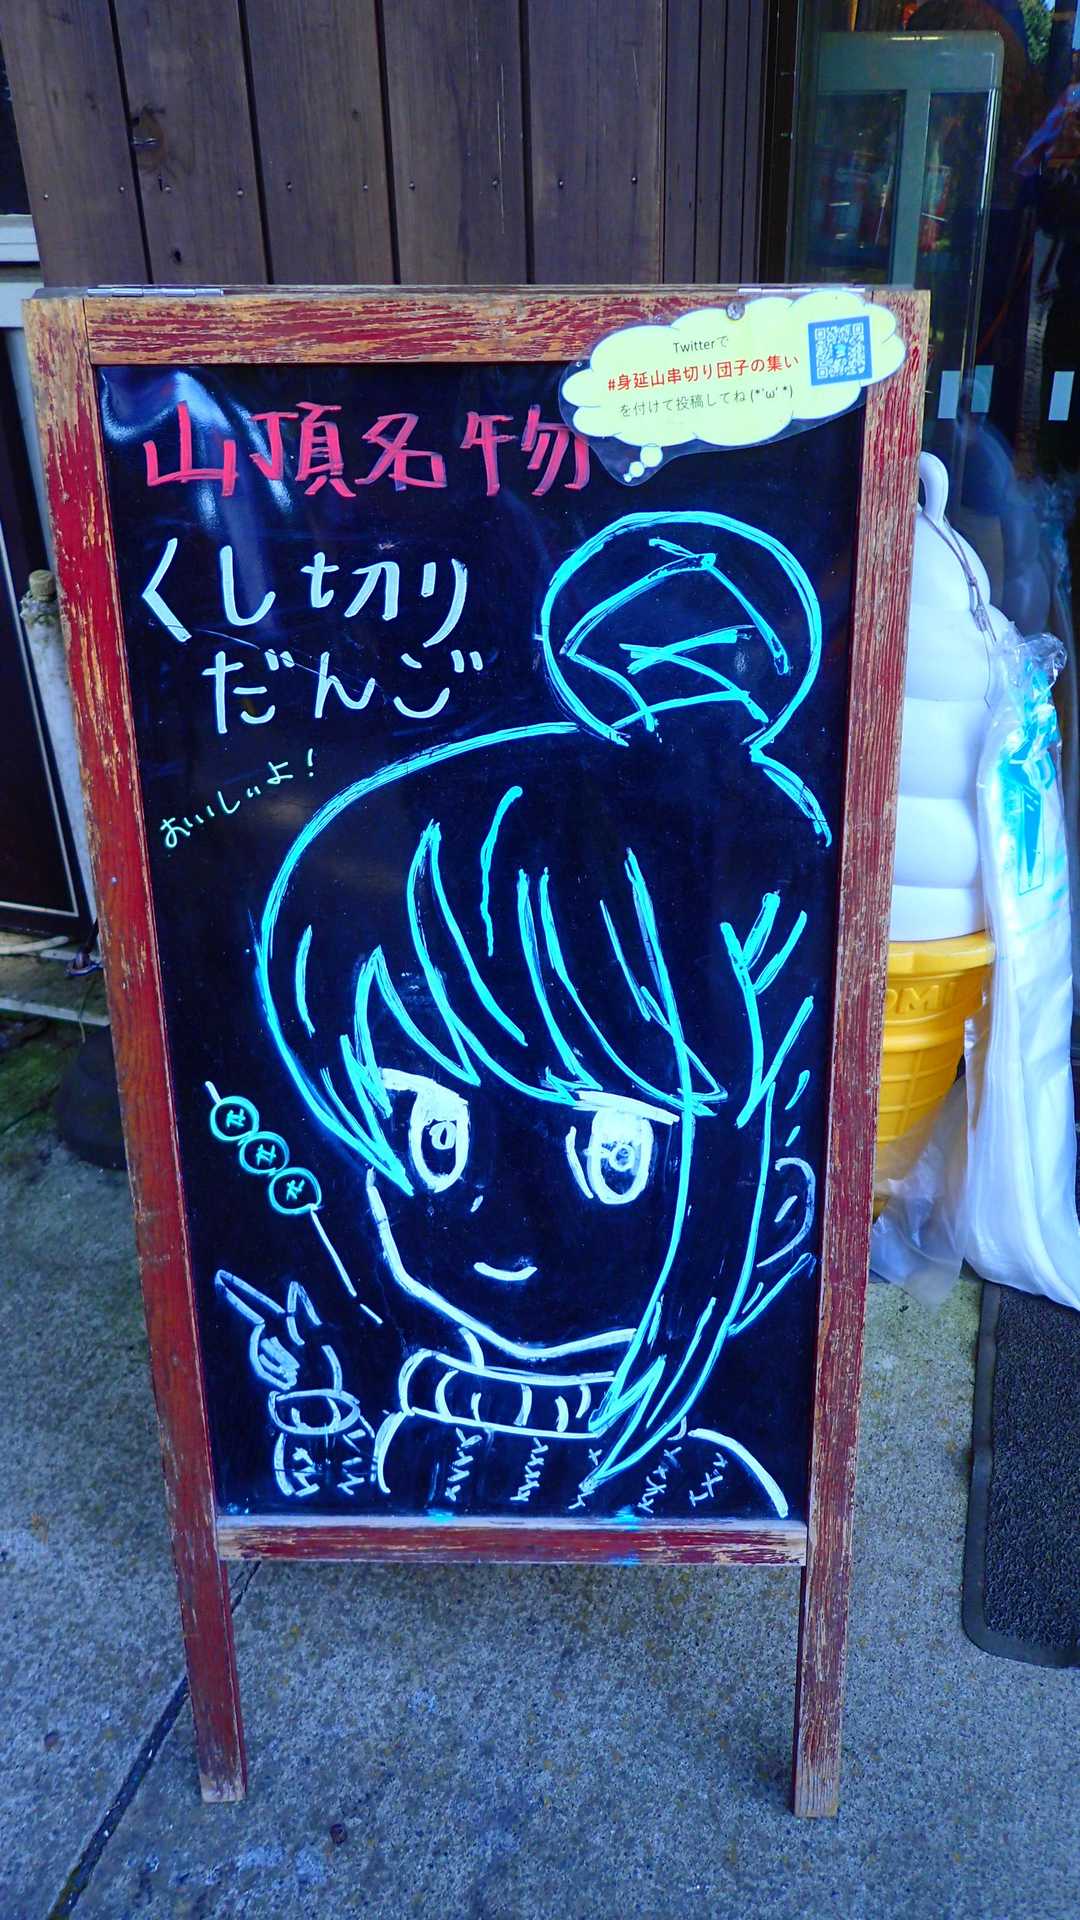 Twitterで
#身延山串切り団子の集い
を付けて投稿してね(*'ω'*)
山頂名物
くし切り
だんご
おいしいよ!